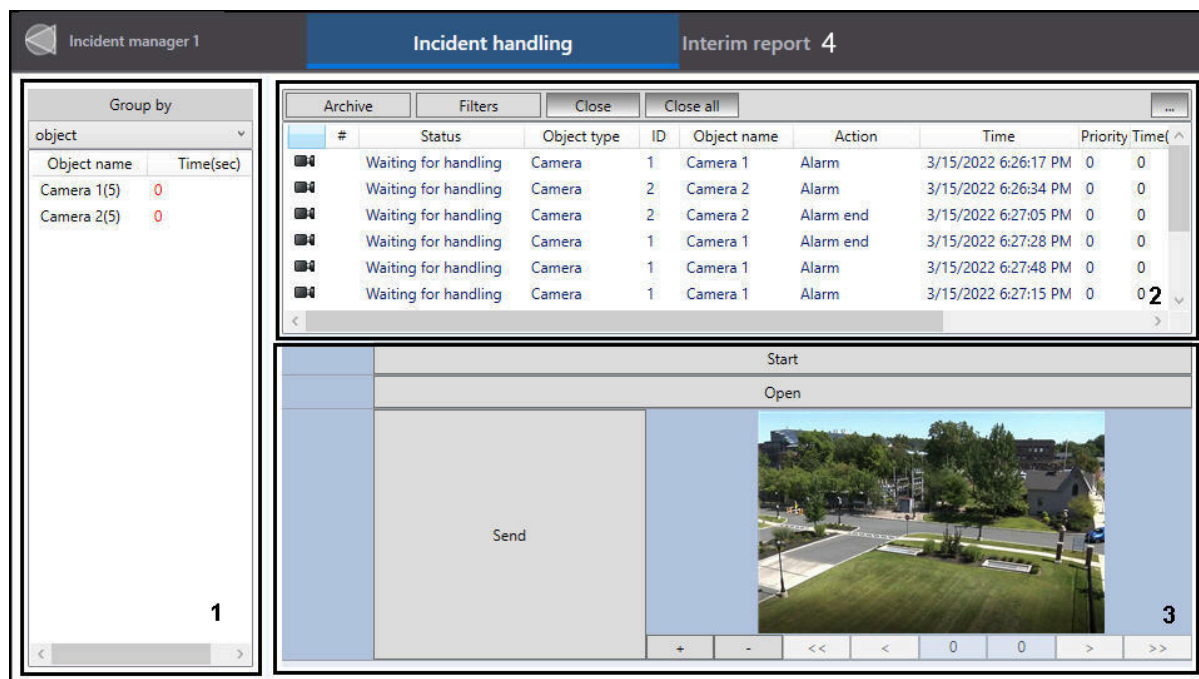 Incident manager 1
Incident handling
Interim report 4
Group by
object
Object name Time(sec)
Camera 1(5) 0
Camera 2(5) 0
1
Archive Filters Close Close all ...
# Status Object type ID Object name Action Time Priority Time(
Waiting for handling Camera 1 Camera 1 Alarm 3/15/2022 6:26:17 PM 0 0
Waiting for handling Camera 2 Camera 2 Alarm 3/15/2022 6:26:34 PM 0 0
Waiting for handling Camera 2 Camera 2 Alarm end 3/15/2022 6:27:05 PM 0 0
Waiting for handling Camera 1 Camera 1 Alarm end 3/15/2022 6:27:28 PM 0 0
Waiting for handling Camera 1 Camera 1 Alarm 3/15/2022 6:27:48 PM 0 0
Waiting for handling Camera 1 Camera 1 Alarm 3/15/2022 6:27:15 PM 0 0
2
Start
Open
Send
3
+ - << < 0 0 > >>